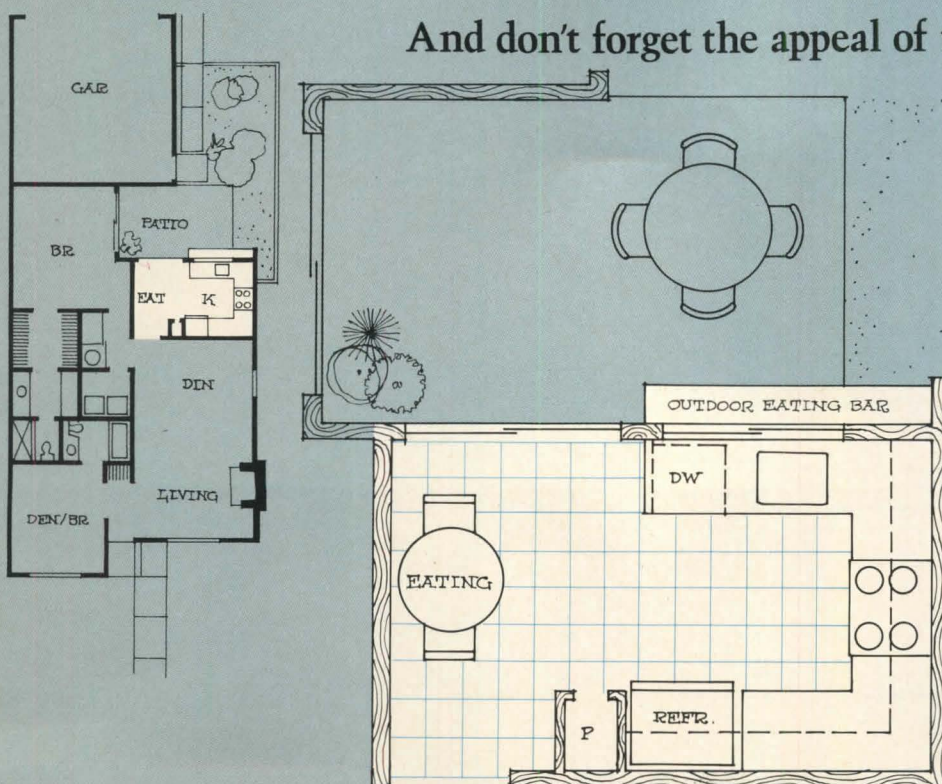 And don't forget the appeal of
GAR
PATIO
BR
EAT
K
DIN
LIVING
DEN/BR
OUTDOOR EATING BAR
DW
EATING
P
REFR.